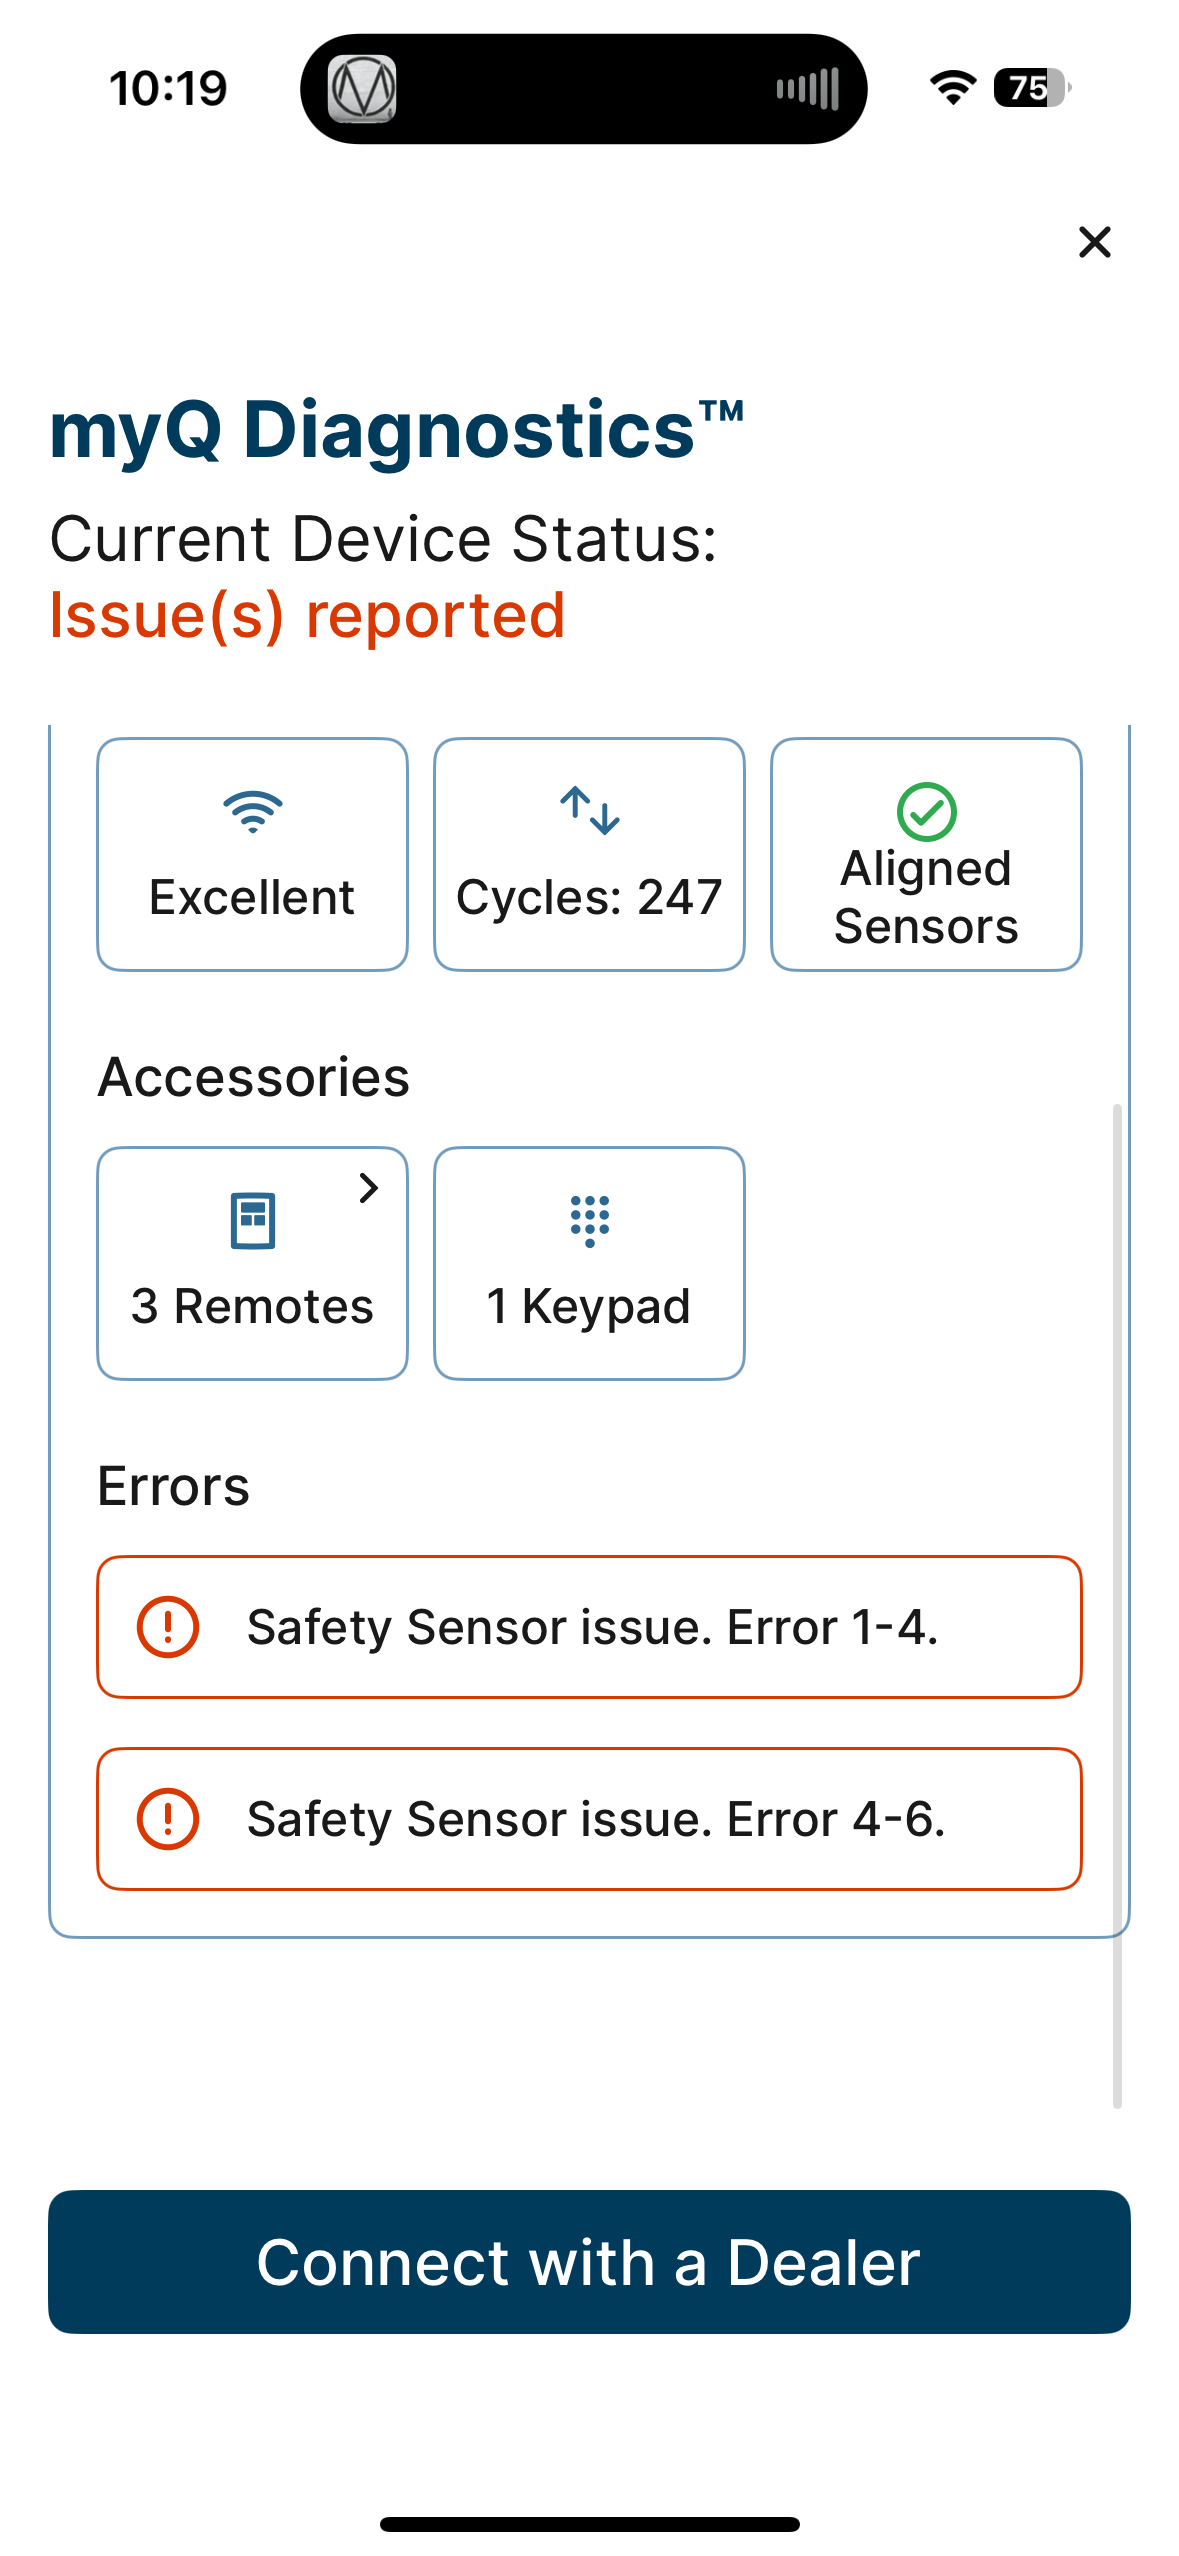 10:19
75
myQ Diagnostics™
Current Device Status:
Issue(s) reported
Excellent
Cycles: 247
Aligned
Sensors
Accessories
3 Remotes
1 Keypad
Errors
Safety Sensor issue. Error 1-4.
Safety Sensor issue. Error 4-6.
Connect with a Dealer